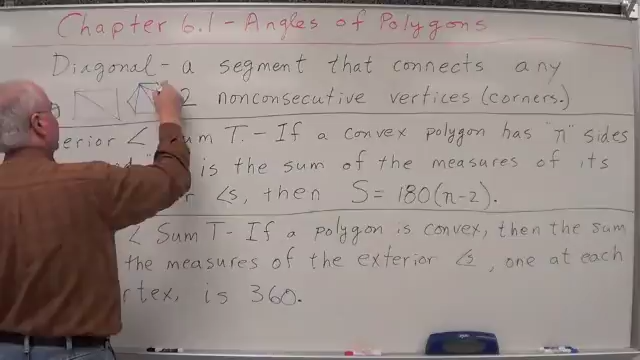 Chapter 6.1 - Angles of Polygons
Diagonal - a segment that connects any
2 nonconsecutive vertices (corners.)
erior ∠ Sum T. - If a convex polygon has "n" sides
is the sum of the measures of its
∠s, then S = 180(n-2).
∠ Sum T - If a polygon is convex, then the sum
the measures of the exterior ∠s, one at each
rtex, is 360.